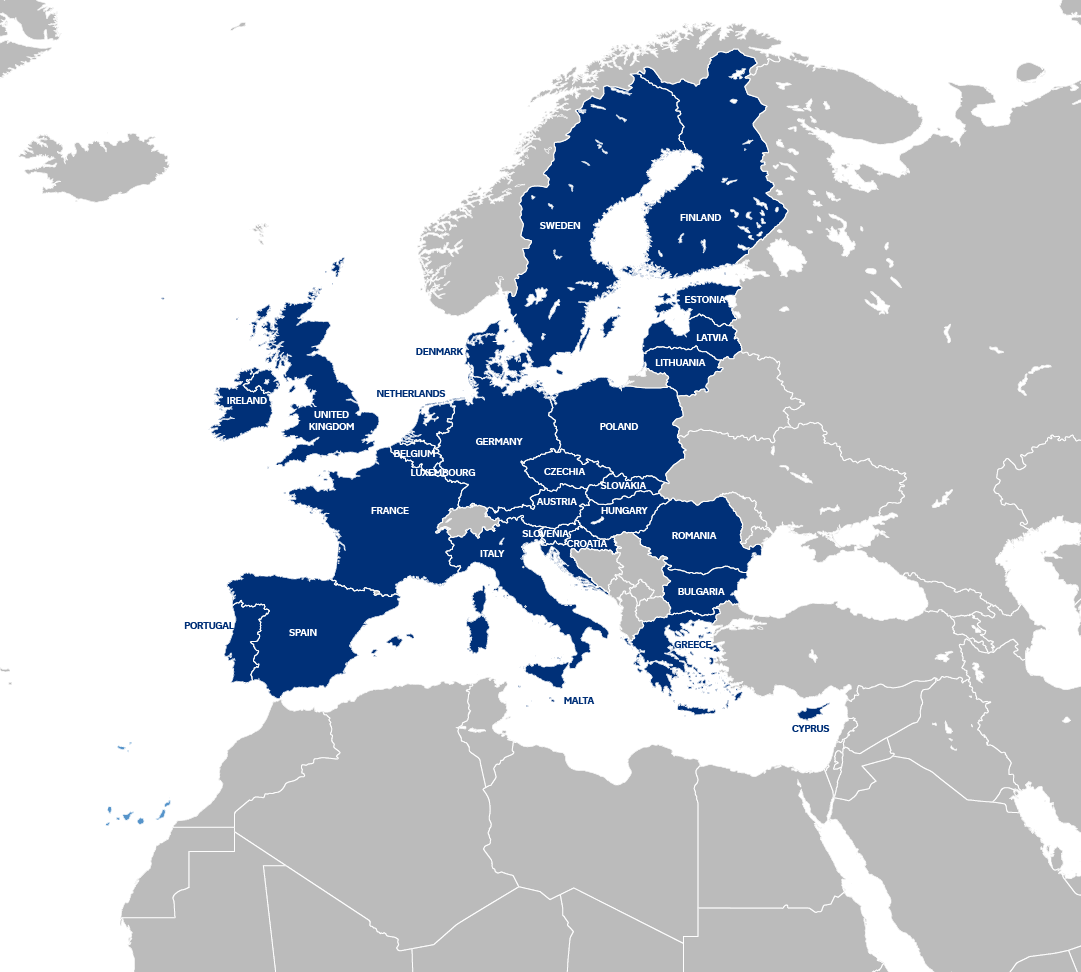 SWEDEN
FINLAND
ESTONIA
LATVIA
DENMARK
LITHUANIA
NETHERLANDS
IRELAND
UNITED
KINGDOM
POLAND
GERMANY
BELGIUM
LUXEMBOURG
CZECHIA
SLOVAKIA
AUSTRIA
FRANCE
HUNGARY
SLOVENIA
ROMANIA
CROATIA
ITALY
BULGARIA
PORTUGAL
SPAIN
GREECE
MALTA
CYPRUS